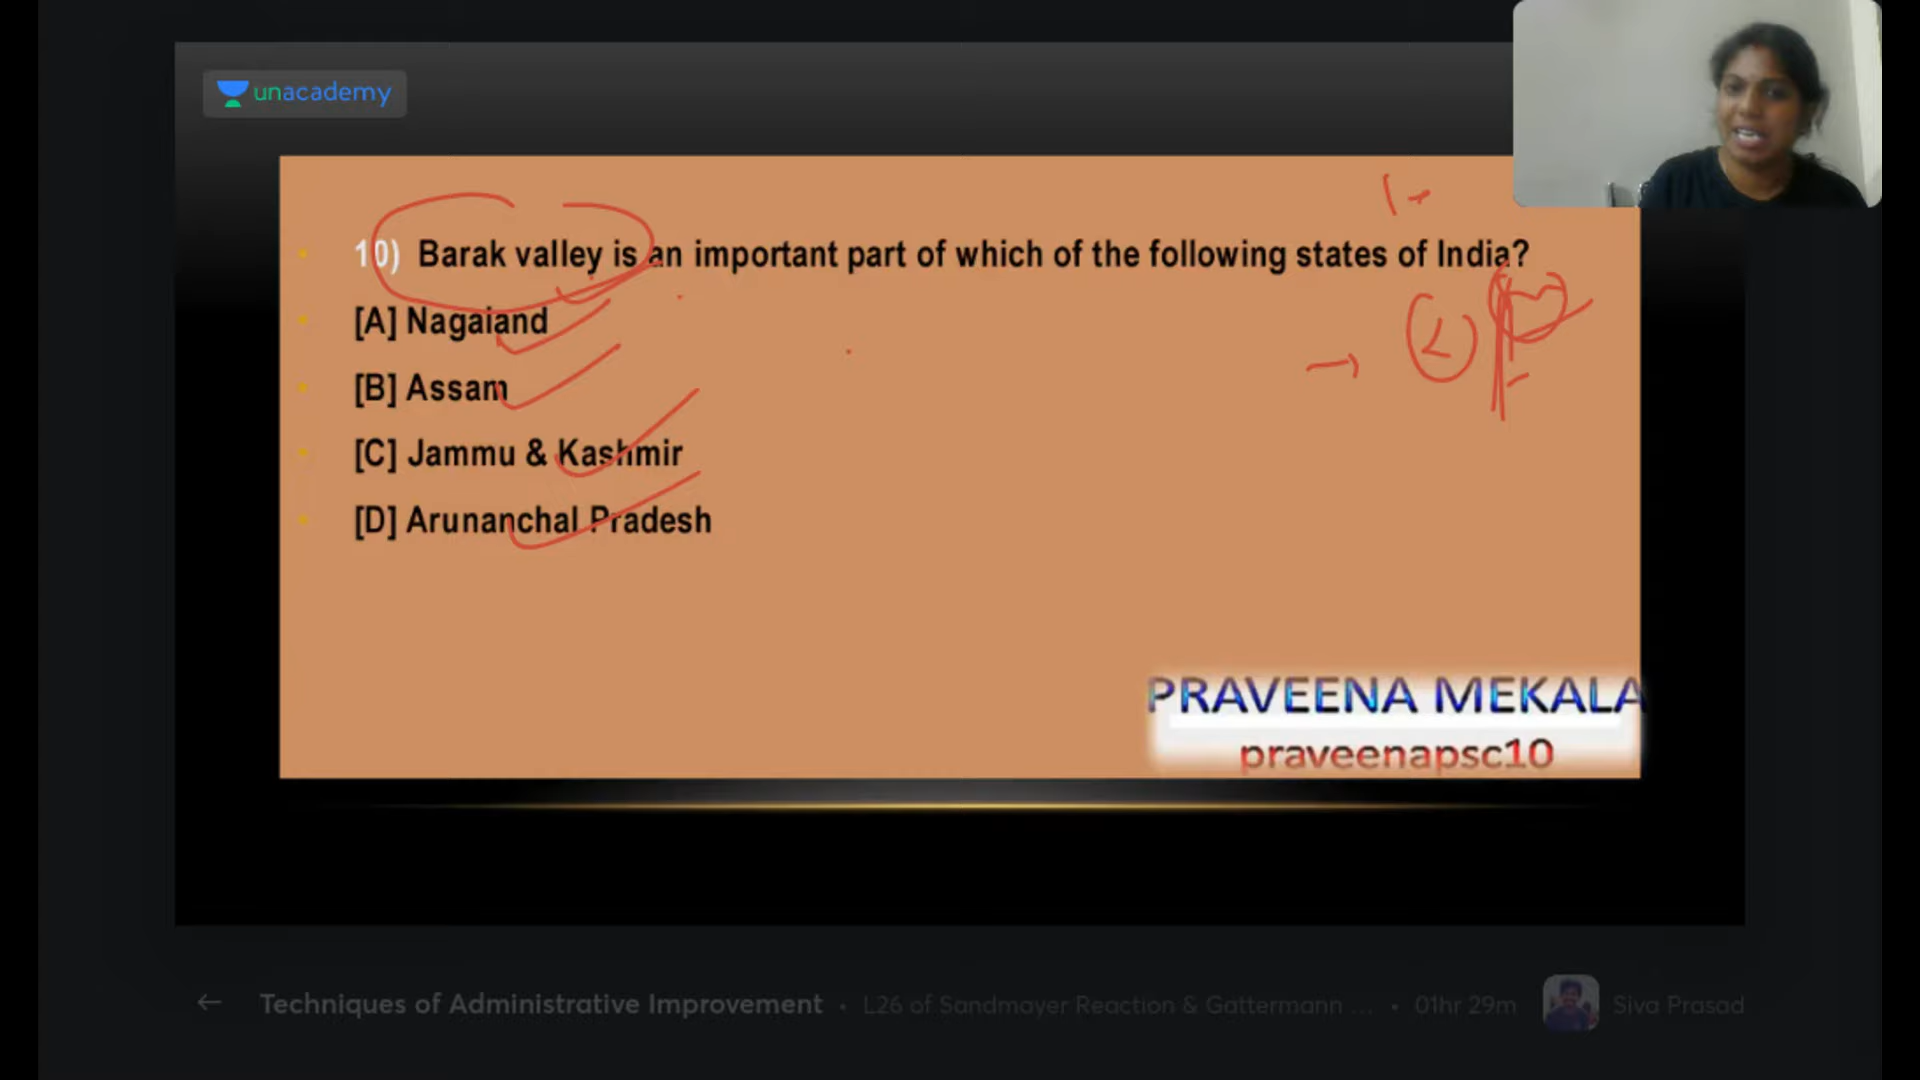 unacademy
10) Barak valley is an important part of which of the following states of India?
[A] Nagaiand
[B] Assam
[C] Jammu & Kashmir
[D] Arunanchal Pradesh
PRAVEENA MEKALA
praveenapsc10
Techniques of Administrative Improvement • L26 of Sandmayer Reaction & Gattermann ... • 01hr 29m Siva Prasad